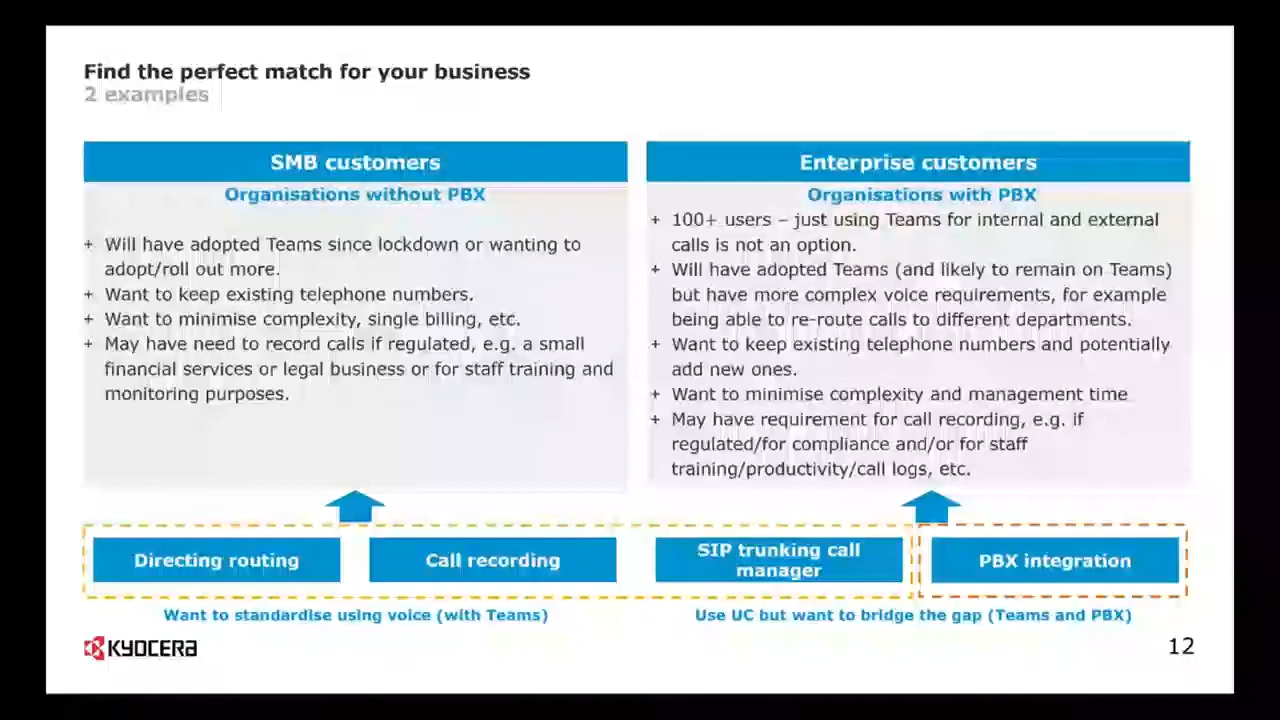 Find the perfect match for your business
2 examples
SMB customers
Organisations without PBX
+ Will have adopted Teams since lockdown or wanting to
adopt/roll out more.
+ Want to keep existing telephone numbers.
+ Want to minimise complexity, single billing, etc.
+ May have need to record calls if regulated, e.g. a small
financial services or legal business or for staff training and
monitoring purposes.
Enterprise customers
Organisations with PBX
+ 100+ users – just using Teams for internal and external
calls is not an option.
+ Will have adopted Teams (and likely to remain on Teams)
but have more complex voice requirements, for example
being able to re-route calls to different departments.
+ Want to keep existing telephone numbers and potentially
add new ones.
+ Want to minimise complexity and management time
+ May have requirement for call recording, e.g. if
regulated/for compliance and/or for staff
training/productivity/call logs, etc.
Directing routing
Call recording
SIP trunking call
manager
PBX integration
Want to standardise using voice (with Teams)
Use UC but want to bridge the gap (Teams and PBX)
KYOCERA
12